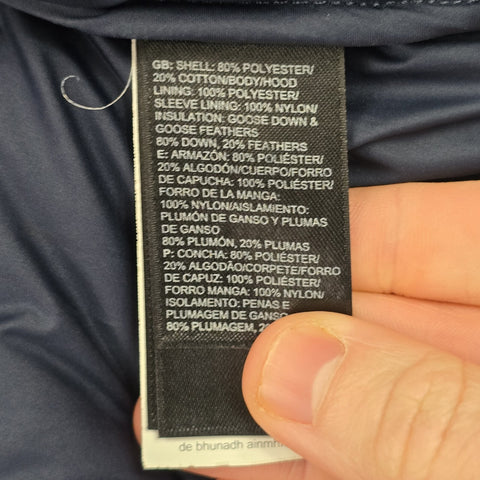 GB: SHELL: 80% POLYESTER/
20% COTTON/BODY/HOOD
LINING: 100% POLYESTER/
SLEEVE LINING: 100% NYLON/
INSULATION: GOOSE DOWN &
GOOSE FEATHERS
80% DOWN, 20% FEATHERS
E: ARMAZÓN: 80% POLIÉSTER/
20% ALGODÓN/CUERPO/FORRO
DE CAPUCHA: 100% POLIÉSTER/
FORRO DE LA MANGA:
100% NYLON/AISLAMIENTO:
PLUMÓN DE GANSO Y PLUMAS
DE GANSO
80% PLUMÓN, 20% PLUMAS
P: CONCHA: 80% POLIÉSTER/
20% ALGODÃO/CORPETE/FORRO
DE CAPUZ: 100% POLIÉSTER/
FORRO MANGA: 100% NYLON/
ISOLAMENTO: PENAS E
PLUMAGEM DE GANSO
80% PLUMAGEM,
de bhunadh